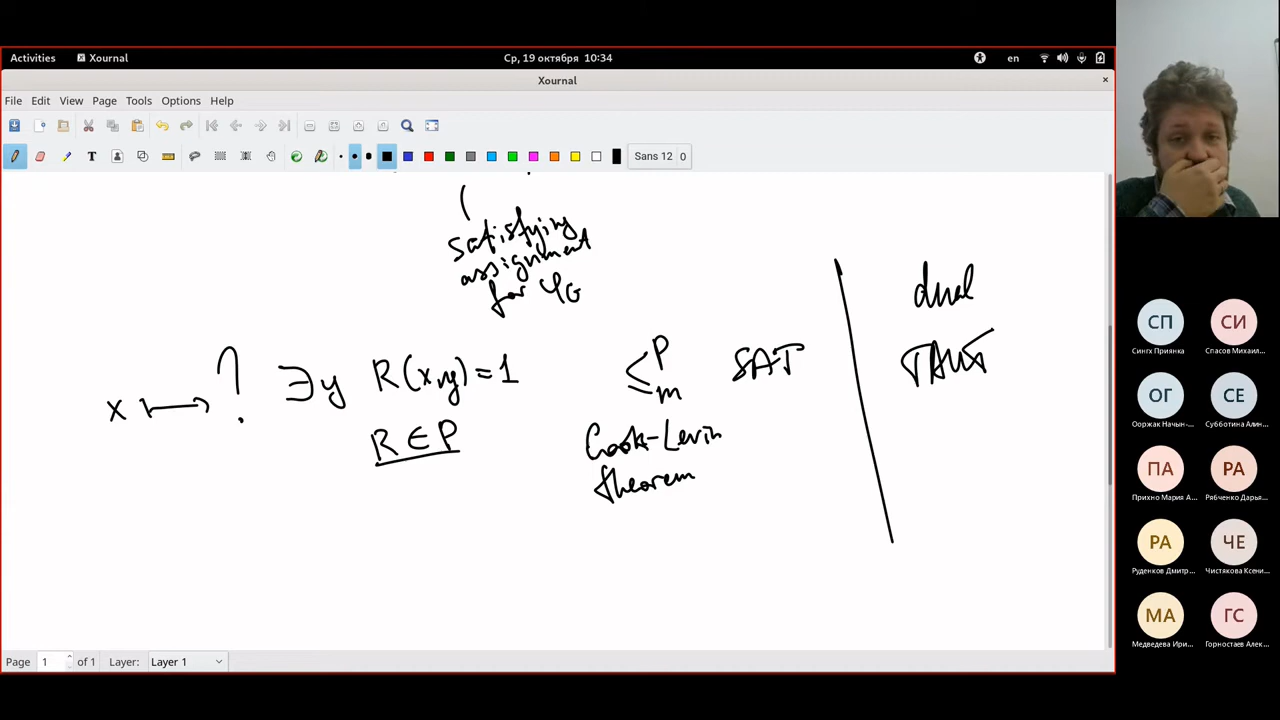 Activities
Xournal
Ср, 19 октября 10:34
en
Xournal
×
File Edit View Page Tools Options Help
Sans 12 0
satisfying
assignment
for φG
x ↦ ? ∃y R(x,y)=1 ≤ᵖₘ SAT
R ∈ P
Cook-Levin
theorem
dual
TAUT
Page 1 of 1 Layer: Layer 1
СП СИ
Сингх Приянка Спасов Михаил...
ОГ СЕ
Ооржак Начын-... Субботина Алин...
ПА РА
Прихно Мария А... Рябченко Дарья...
РА ЧЕ
Руденков Дмитр... Чистякова Ксени...
МА ГС
Медведева Ири... Горностаев Алек...